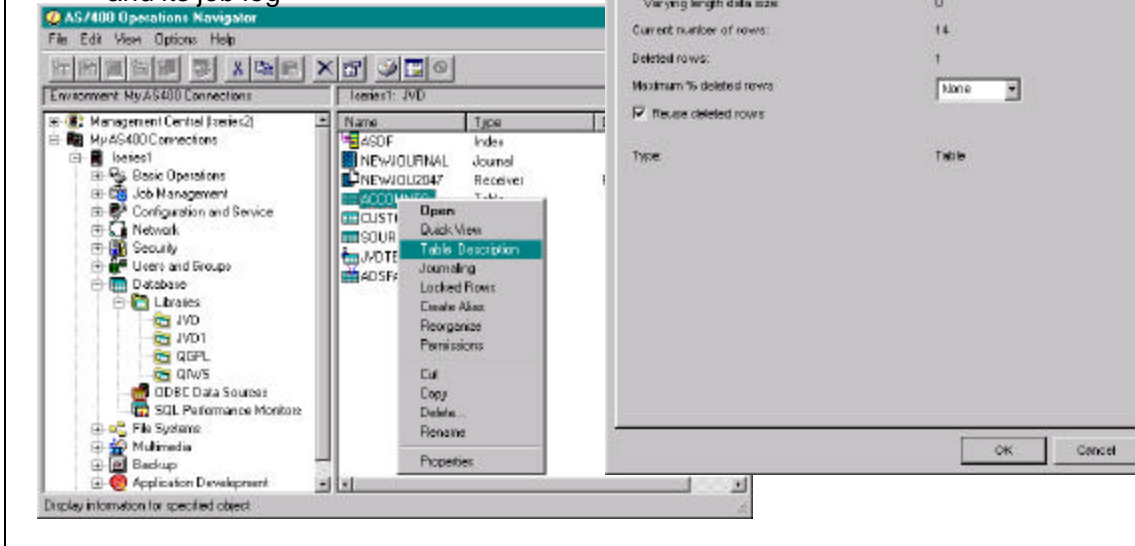 and its job log
AS/400 Operations Navigator
File Edit View Options Help
Environment: My AS400 Connections
Iseries1: JVD
Management Central (Iseries2)
My AS400 Connections
Iseries1
Basic Operations
Job Management
Configuration and Service
Network
Security
Users and Groups
Database
Libraries
JVD
JVD1
QGPL
QIWS
ODBC Data Sources
SQL Performance Monitors
File Systems
Multimedia
Backup
Application Development
Name Type
ASDF Index
NEWJOURNAL Journal
NEWJOU2047 Receiver
Table
CUST
SOUR
JVDTE
ADSFA
Open
Quick View
Table Description
Journaling
Locked Rows
Create Alias
Reorganize
Permissions
Cut
Copy
Delete...
Rename
Properties
Display information for specified object
Varying length data size: 0
Current number of rows: 14
Deleted rows: 1
Maximum % deleted rows None
Reuse deleted rows
Type: Table
OK Cancel